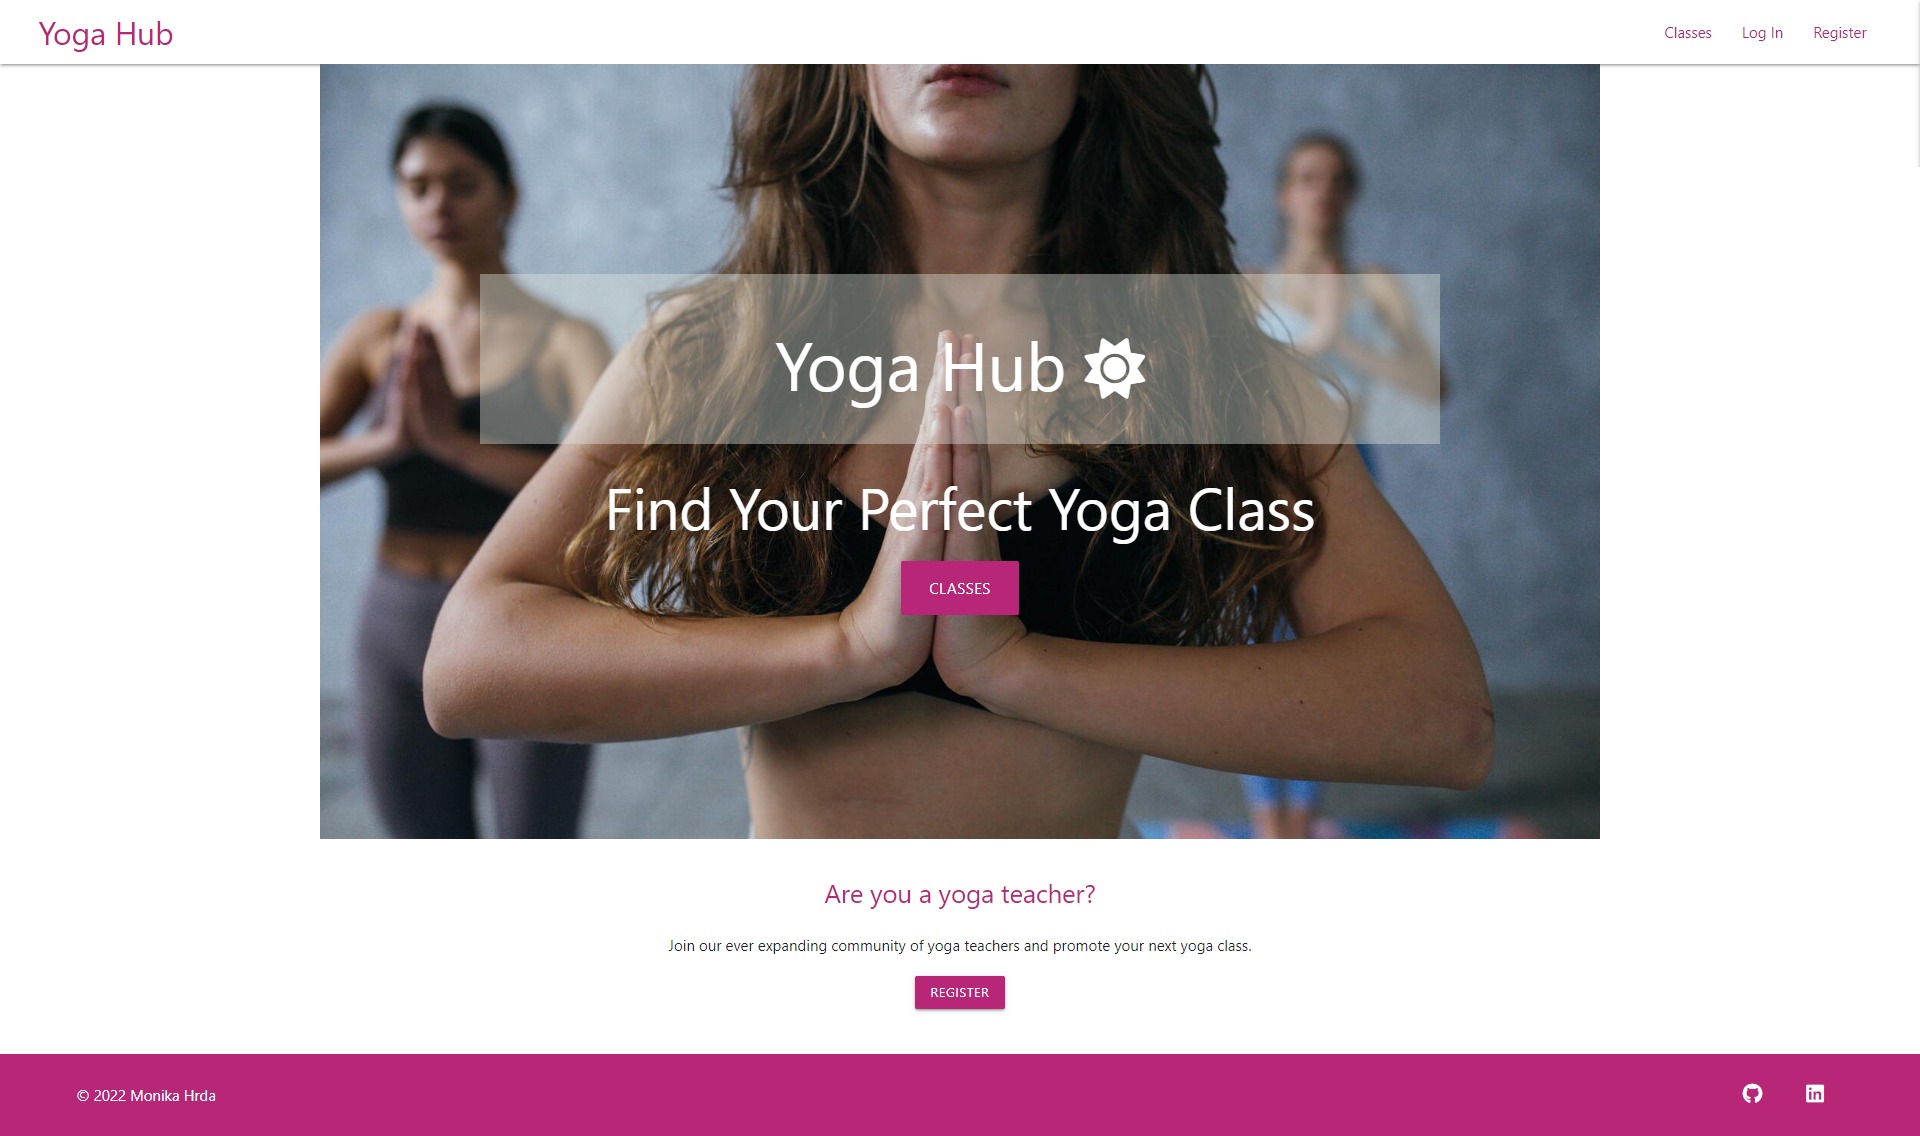 Yoga Hub
Classes
Log In
Register
Yoga Hub
Find Your Perfect Yoga Class
CLASSES
Are you a yoga teacher?
Join our ever expanding community of yoga teachers and promote your next yoga class.
REGISTER
© 2022 Monika Hrda